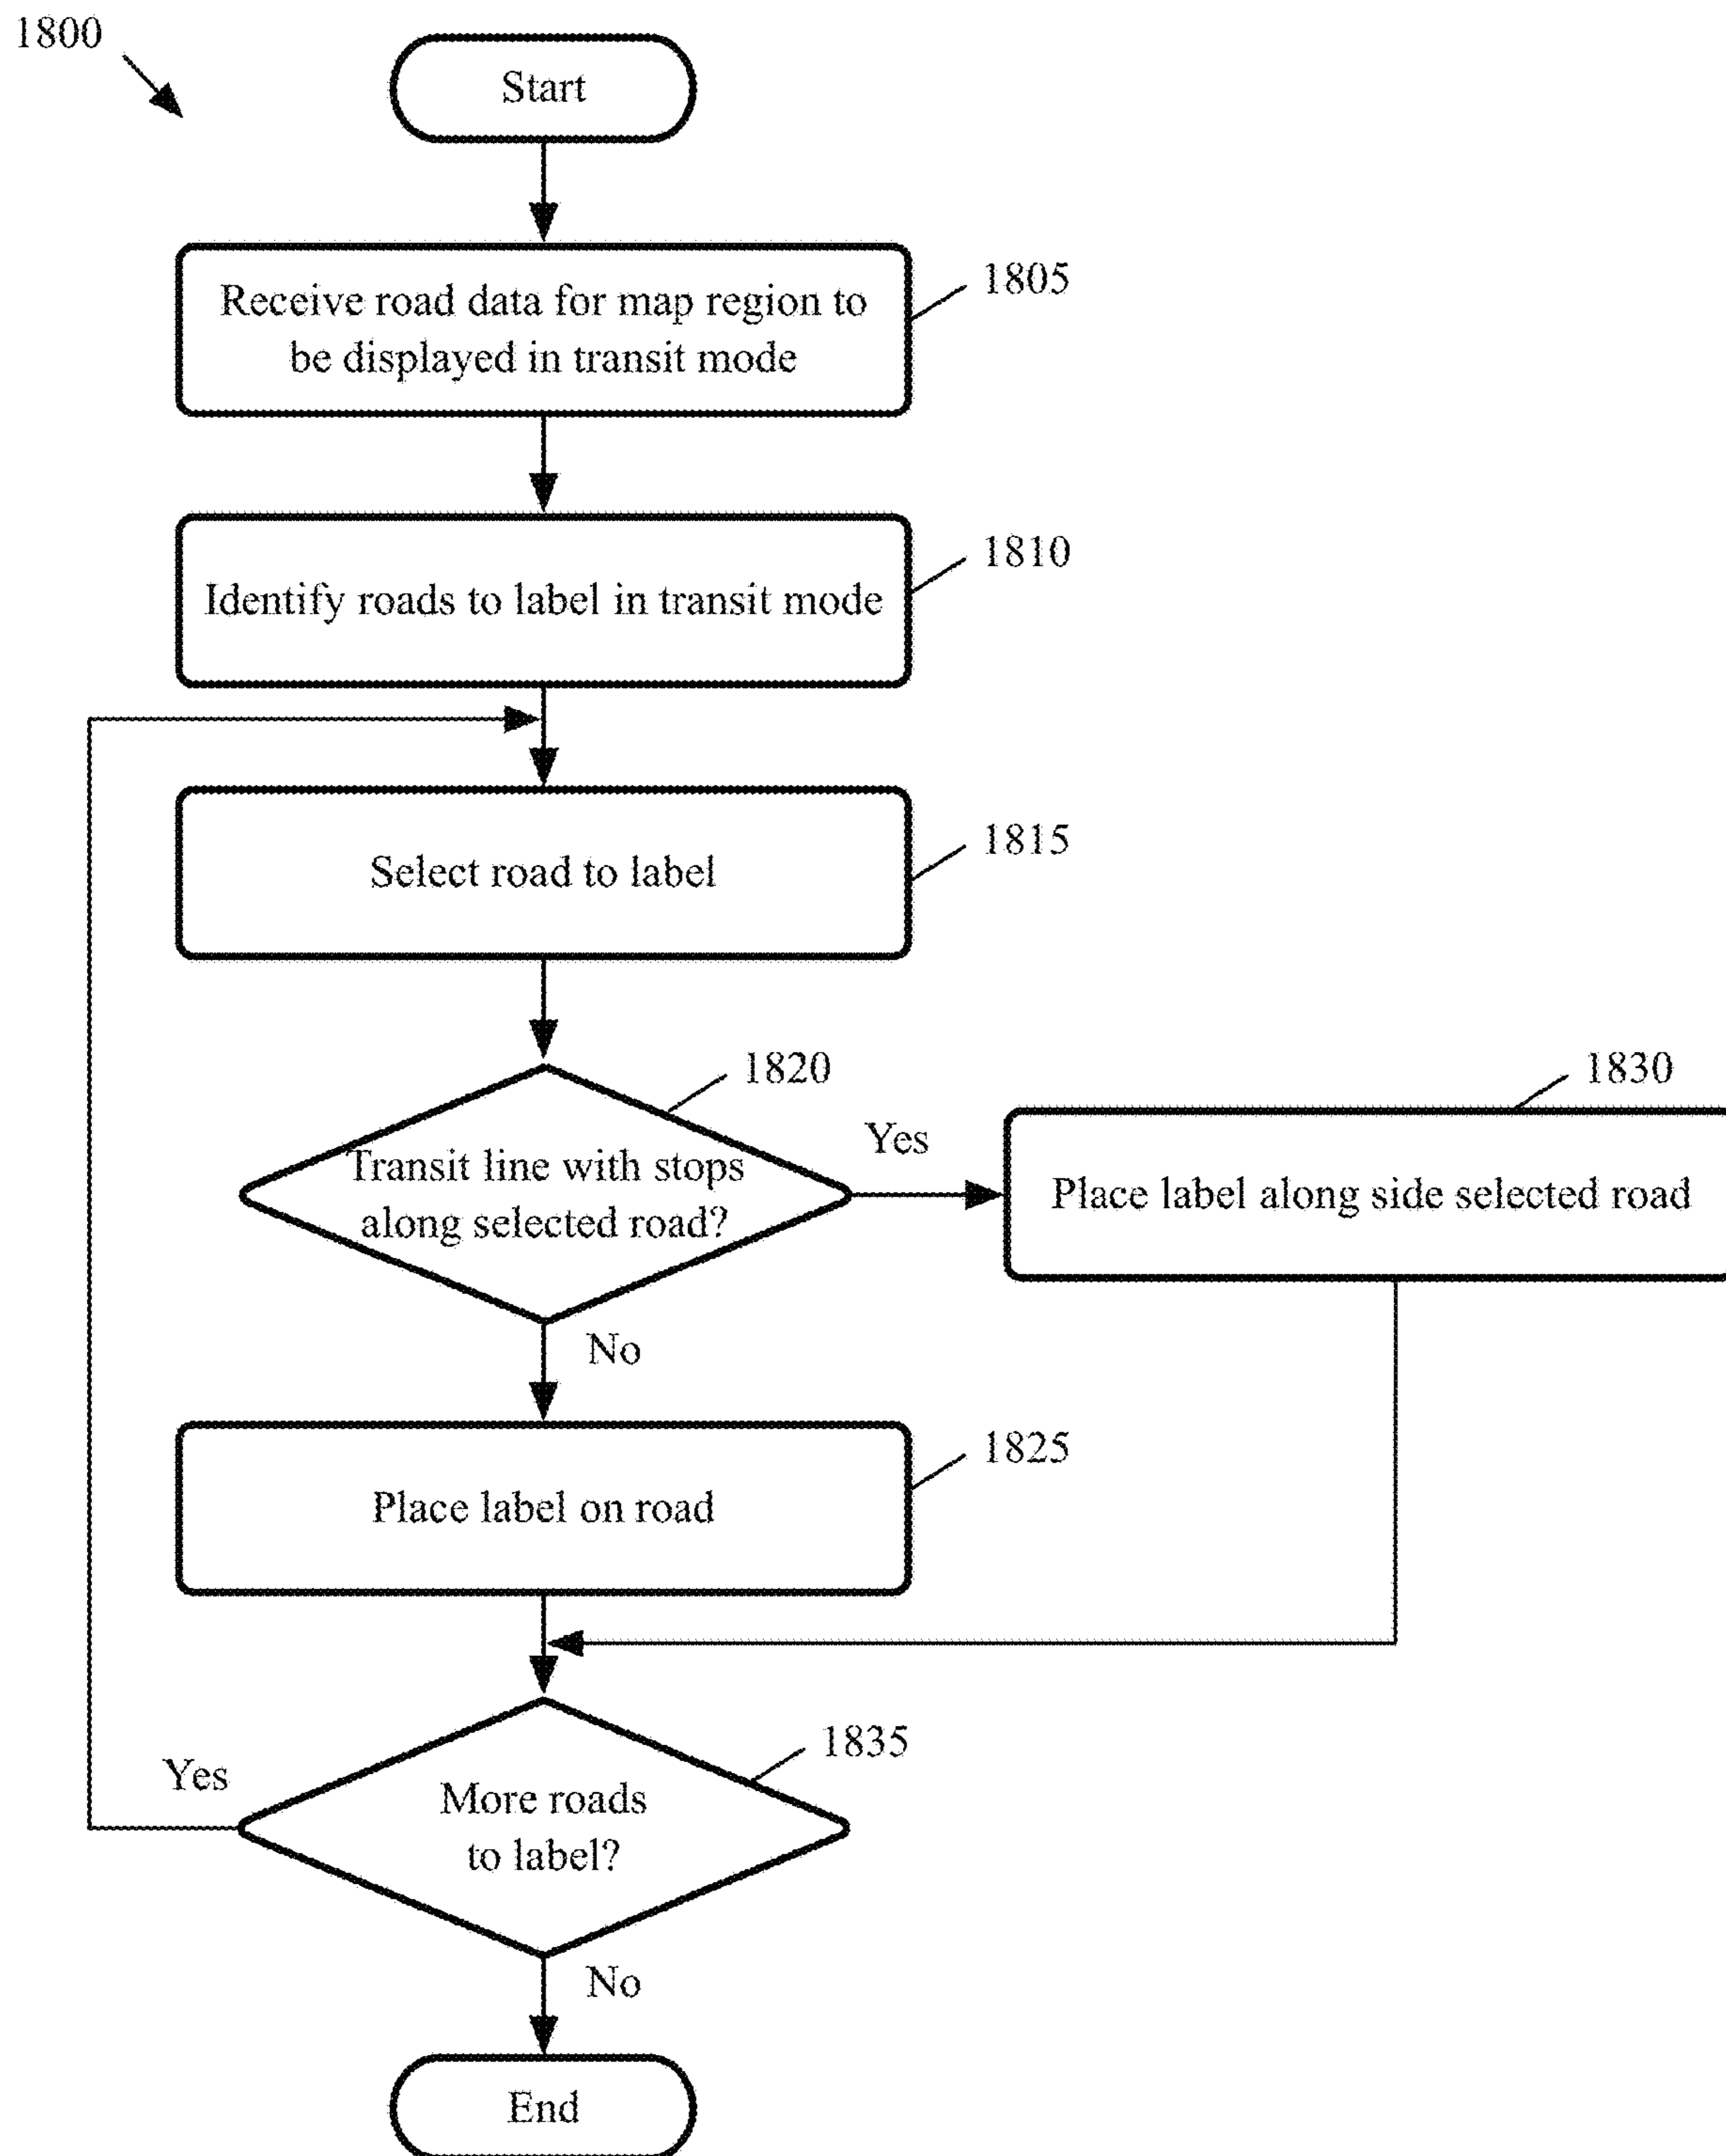 1800
Start
Receive road data for map region to
be displayed in transit mode
1805
Identify roads to label in transit mode
1810
Select road to label
1815
1820
Transit line with stops
along selected road?
Yes
1830
Place label along side selected road
No
Place label on road
1825
1835
More roads
to label?
Yes
No
End